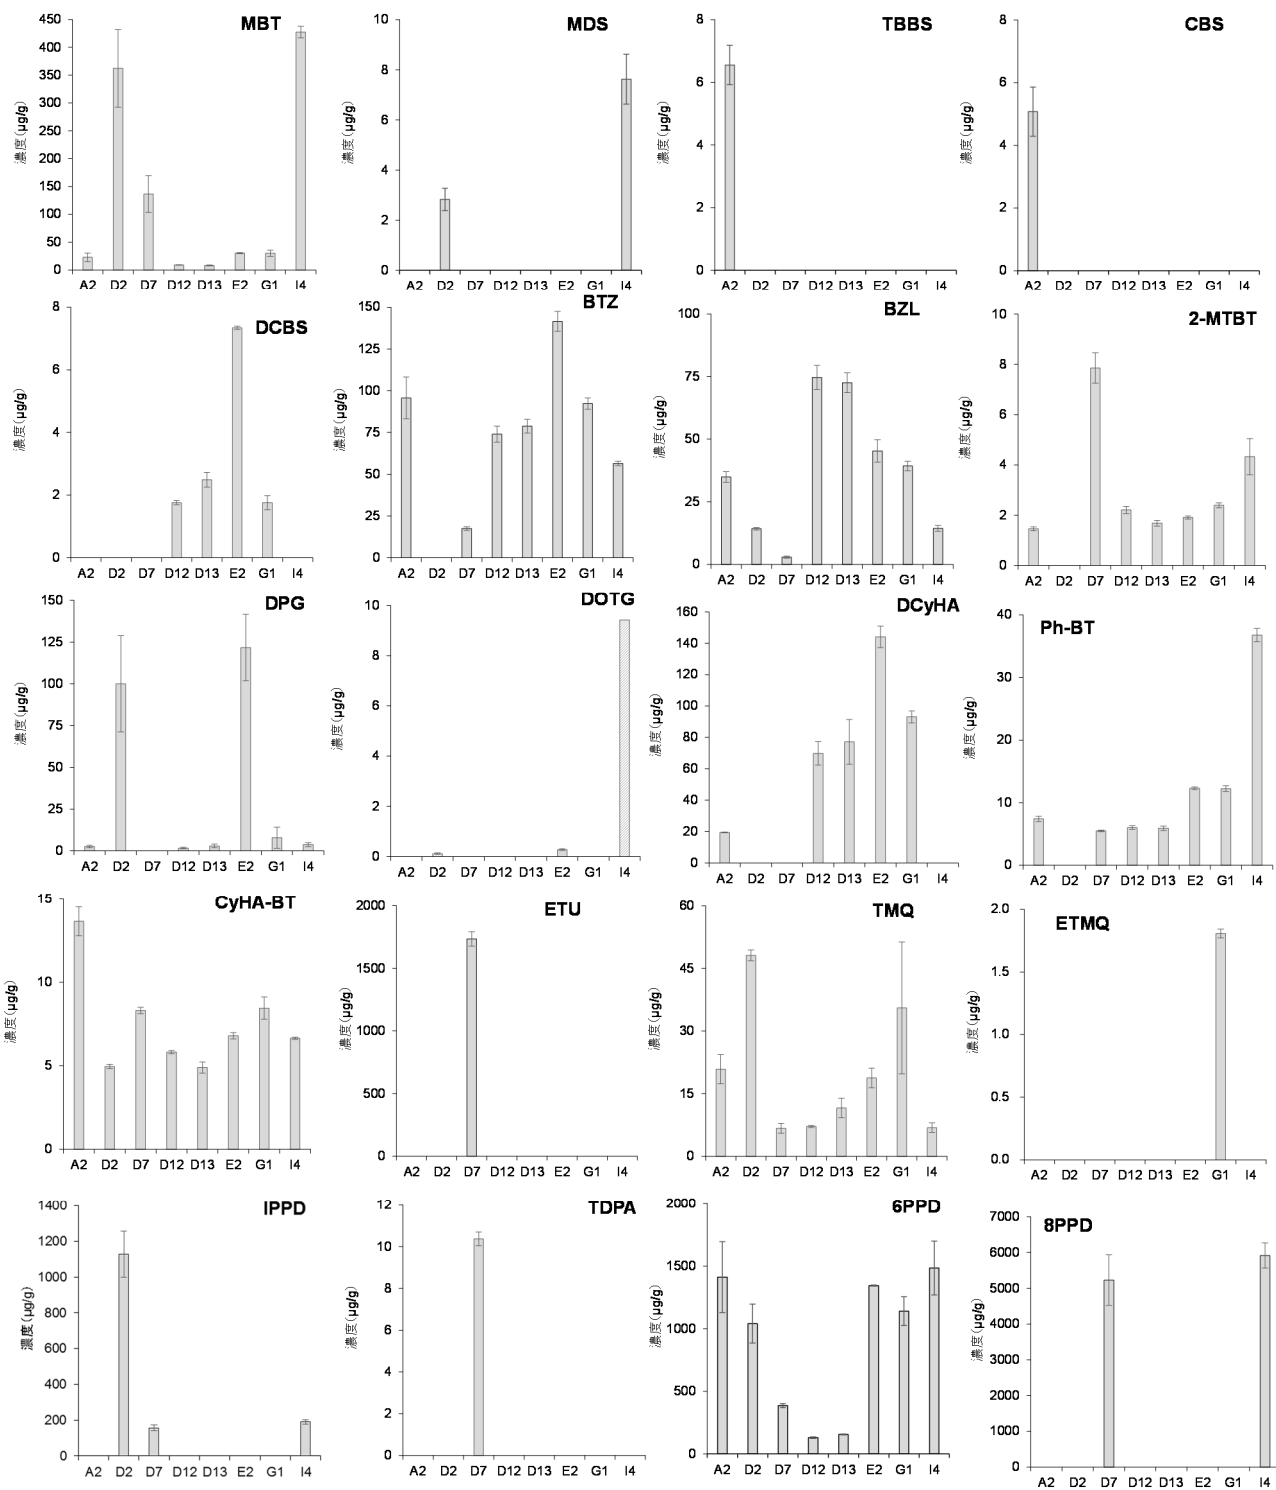 MBT
濃度(μg/g)
450
400
350
300
250
200
150
100
50
0
A2 D2 D7 D12 D13 E2 G1 I4
MDS
濃度(μg/g)
10
8
6
4
2
0
A2 D2 D7 D12 D13 E2 G1 I4
TBBS
濃度(μg/g)
8
6
4
2
0
A2 D2 D7 D12 D13 E2 G1 I4
CBS
濃度(μg/g)
8
6
4
2
0
A2 D2 D7 D12 D13 E2 G1 I4
DCBS
濃度(μg/g)
8
6
4
2
0
A2 D2 D7 D12 D13 E2 G1 I4
BTZ
濃度(μg/g)
150
125
100
75
50
25
0
A2 D2 D7 D12 D13 E2 G1 I4
BZL
濃度(μg/g)
100
75
50
25
0
A2 D2 D7 D12 D13 E2 G1 I4
2-MTBT
濃度(μg/g)
10
8
6
4
2
0
A2 D2 D7 D12 D13 E2 G1 I4
DPG
濃度(μg/g)
150
125
100
75
50
25
0
A2 D2 D7 D12 D13 E2 G1 I4
DOTG
濃度(μg/g)
10
8
6
4
2
0
A2 D2 D7 D12 D13 E2 G1 I4
DCyHA
濃度(μg/g)
160
140
120
100
80
60
40
20
0
A2 D2 D7 D12 D13 E2 G1 I4
Ph-BT
濃度(μg/g)
40
30
20
10
0
A2 D2 D7 D12 D13 E2 G1 I4
CyHA-BT
濃度(μg/g)
15
10
5
0
A2 D2 D7 D12 D13 E2 G1 I4
ETU
濃度(μg/g)
2000
1500
1000
500
0
A2 D2 D7 D12 D13 E2 G1 I4
TMQ
濃度(μg/g)
60
45
30
15
0
A2 D2 D7 D12 D13 E2 G1 I4
ETMQ
濃度(μg/g)
2.0
1.5
1.0
0.5
0.0
A2 D2 D7 D12 D13 E2 G1 I4
IPPD
濃度(μg/g)
1400
1200
1000
800
600
400
200
0
A2 D2 D7 D12 D13 E2 G1 I4
TDPA
濃度(μg/g)
12
10
8
6
4
2
0
A2 D2 D7 D12 D13 E2 G1 I4
6PPD
濃度(μg/g)
2000
1500
1000
500
0
A2 D2 D7 D12 D13 E2 G1 I4
8PPD
濃度(μg/g)
7000
6000
5000
4000
3000
2000
1000
0
A2 D2 D7 D12 D13 E2 G1 I4